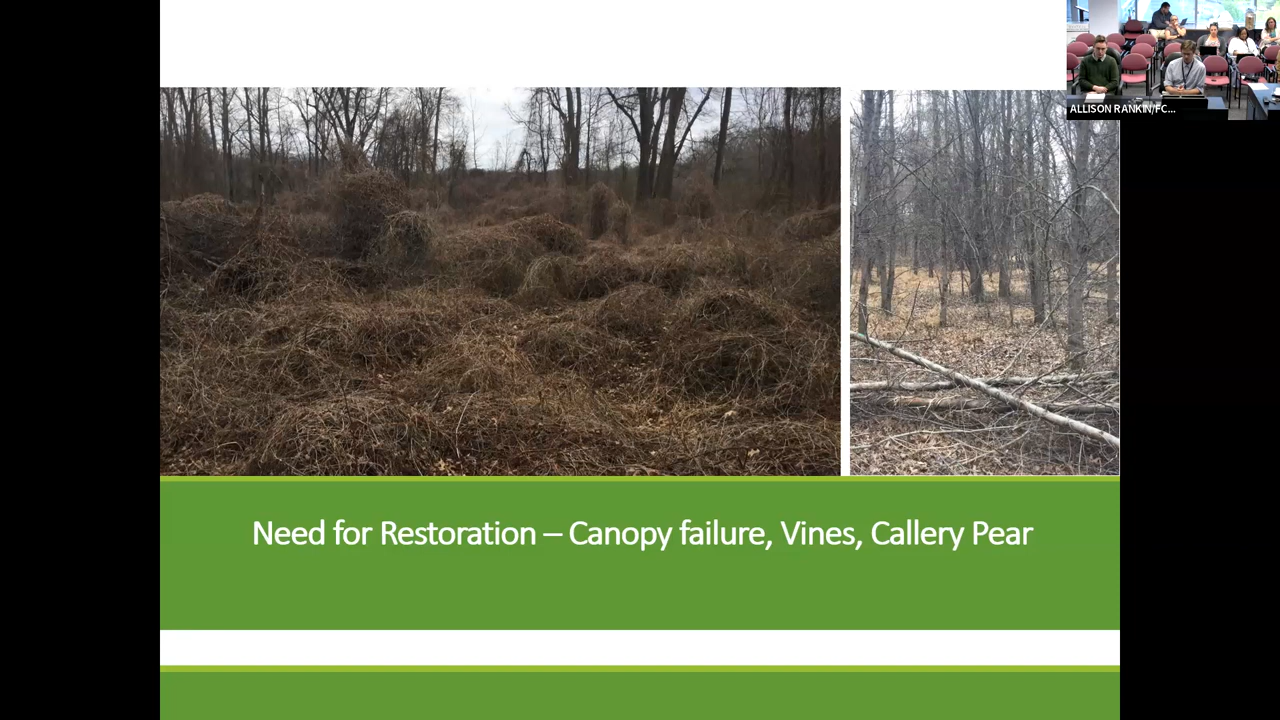 ALLISON RANKIN/FC...
Need for Restoration – Canopy failure, Vines, Callery Pear